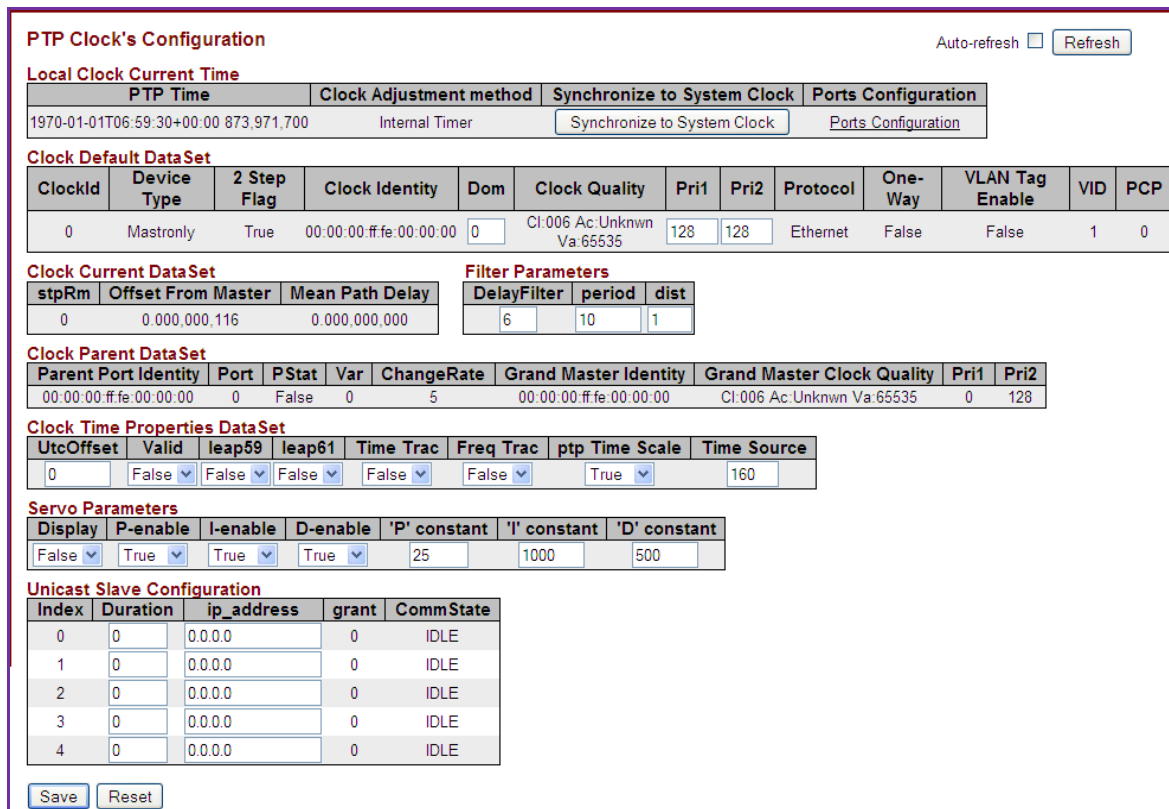 PTP Clock's Configuration
Auto-refresh Refresh
Local Clock Current Time
PTP Time Clock Adjustment method Synchronize to System Clock Ports Configuration
1970-01-01T06:59:30+00:00 873,971,700 Internal Timer Synchronize to System Clock Ports Configuration
Clock Default DataSet
ClockId Device Type 2 Step Flag Clock Identity Dom Clock Quality Pri1 Pri2 Protocol One-Way VLAN Tag Enable VID PCP
0 Mastronly True 00:00:00:ff:fe:00:00:00 0 Cl:006 Ac:Unknwn Va:65535 128 128 Ethernet False False 1 0
Clock Current DataSet
stpRm Offset From Master Mean Path Delay
0 0.000,000,116 0.000,000,000
Filter Parameters
DelayFilter period dist
6 10 1
Clock Parent DataSet
Parent Port Identity Port PStat Var ChangeRate Grand Master Identity Grand Master Clock Quality Pri1 Pri2
00:00:00:ff:fe:00:00:00 0 False 0 5 00:00:00:ff:fe:00:00:00 Cl:006 Ac:Unknwn Va:65535 0 128
Clock Time Properties DataSet
UtcOffset Valid leap59 leap61 Time Trac Freq Trac ptp Time Scale Time Source
0 False False False False False True 160
Servo Parameters
Display P-enable I-enable D-enable 'P' constant 'I' constant 'D' constant
False True True True 25 1000 500
Unicast Slave Configuration
Index Duration ip_address grant CommState
0 0 0.0.0.0 0 IDLE
1 0 0.0.0.0 0 IDLE
2 0 0.0.0.0 0 IDLE
3 0 0.0.0.0 0 IDLE
4 0 0.0.0.0 0 IDLE
Save Reset